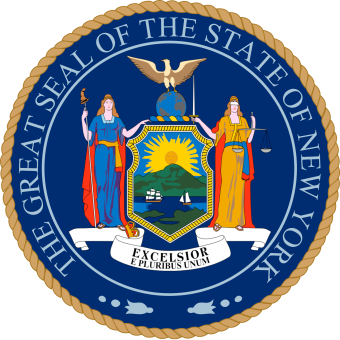 THE GREAT SEAL OF THE STATE OF NEW YORK
EXCELSIOR
E PLURIBUS UNUM